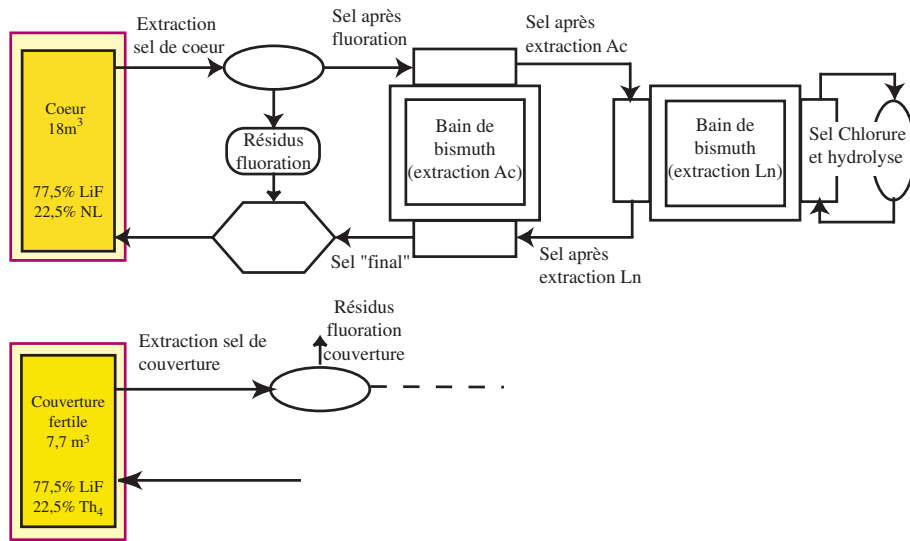 Extraction
sel de coeur
Sel après
fluoration
Sel après
extraction Ac
Coeur
18m³
77,5% LiF
22,5% NL
Résidus
fluoration
Bain de
bismuth
(extraction Ac)
Bain de
bismuth
(extraction Ln)
Sel Chlorure
et hydrolyse
Sel "final"
Sel après
extraction Ln
Extraction sel de
couverture
Résidus
fluoration
couverture
Couverture
fertile
7,7 m³
77,5% LiF
22,5% Th₄